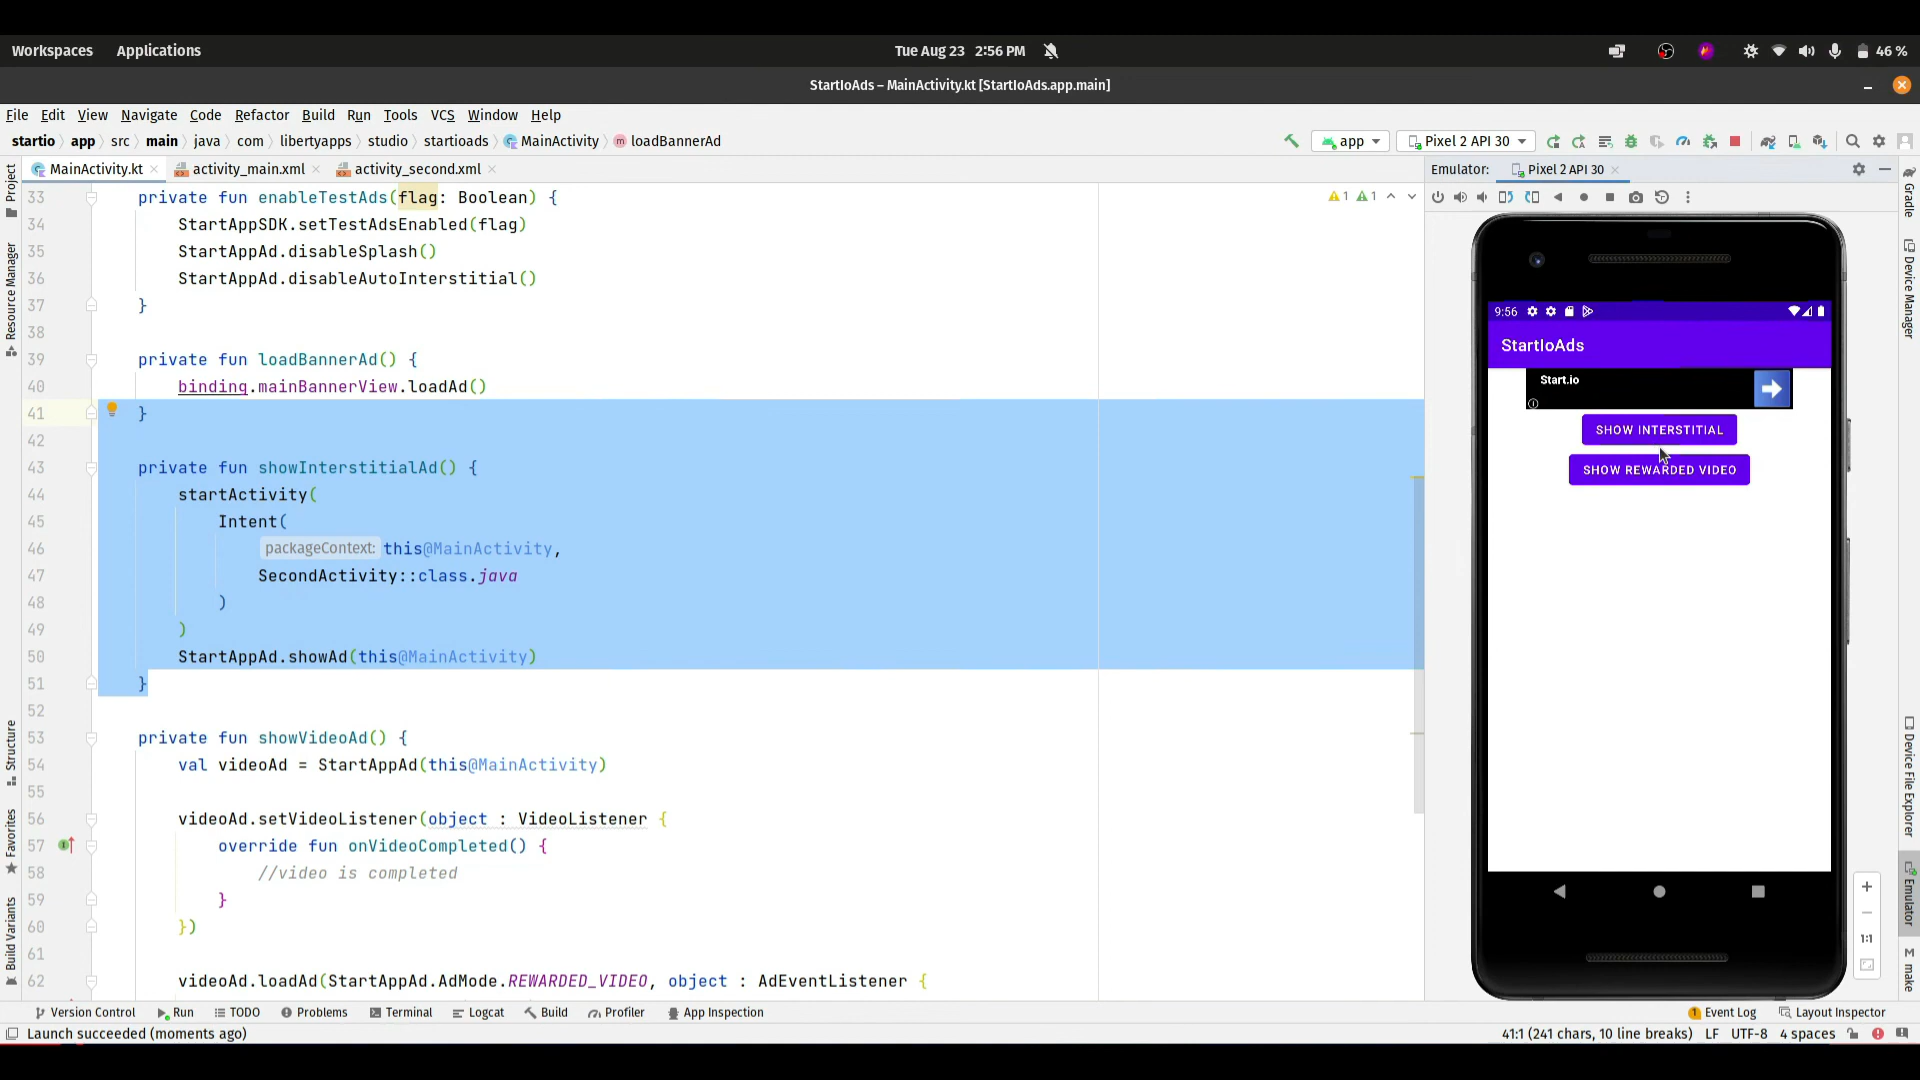 Workspaces Applications Tue Aug 23 2:56 PM 46 %
StartIoAds – MainActivity.kt [StartIoAds.app.main]
File Edit View Navigate Code Refactor Build Run Tools VCS Window Help
startio app src main java com libertyapps studio startioads MainActivity loadBannerAd app Pixel 2 API 30
MainActivity.kt activity_main.xml activity_second.xml Emulator: Pixel 2 API 30
33 private fun enableTestAds(flag: Boolean) { 1 1
34 StartAppSDK.setTestAdsEnabled(flag)
35 StartAppAd.disableSplash()
36 StartAppAd.disableAutoInterstitial()
37 }
38
39 private fun loadBannerAd() {
40 binding.mainBannerView.loadAd()
41 }
42
43 private fun showInterstitialAd() {
44 startActivity(
45 Intent(
46 packageContext: this@MainActivity,
47 SecondActivity::class.java
48 )
49 )
50 StartAppAd.showAd(this@MainActivity)
51 }
52
53 private fun showVideoAd() {
54 val videoAd = StartAppAd(this@MainActivity)
55
56 videoAd.setVideoListener(object : VideoListener {
57 override fun onVideoCompleted() {
58 //video is completed
59 }
60 })
61
62 videoAd.loadAd(StartAppAd.AdMode.REWARDED_VIDEO, object : AdEventListener {
9:56
StartIoAds
Start.io
SHOW INTERSTITIAL
SHOW REWARDED VIDEO
1:1
Project
Resource Manager
Structure
Favorites
Build Variants
Gradle
Device Manager
Device File Explorer
Emulator
make
Version Control Run TODO Problems Terminal Logcat Build Profiler App Inspection 1 Event Log Layout Inspector
Launch succeeded (moments ago) 41:1 (241 chars, 10 line breaks) LF UTF-8 4 spaces